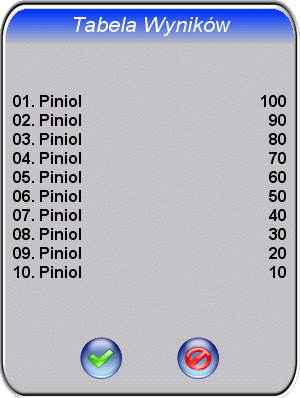 Tabela Wyników
01. Piniol 100
02. Piniol 90
03. Piniol 80
04. Piniol 70
05. Piniol 60
06. Piniol 50
07. Piniol 40
08. Piniol 30
09. Piniol 20
10. Piniol 10